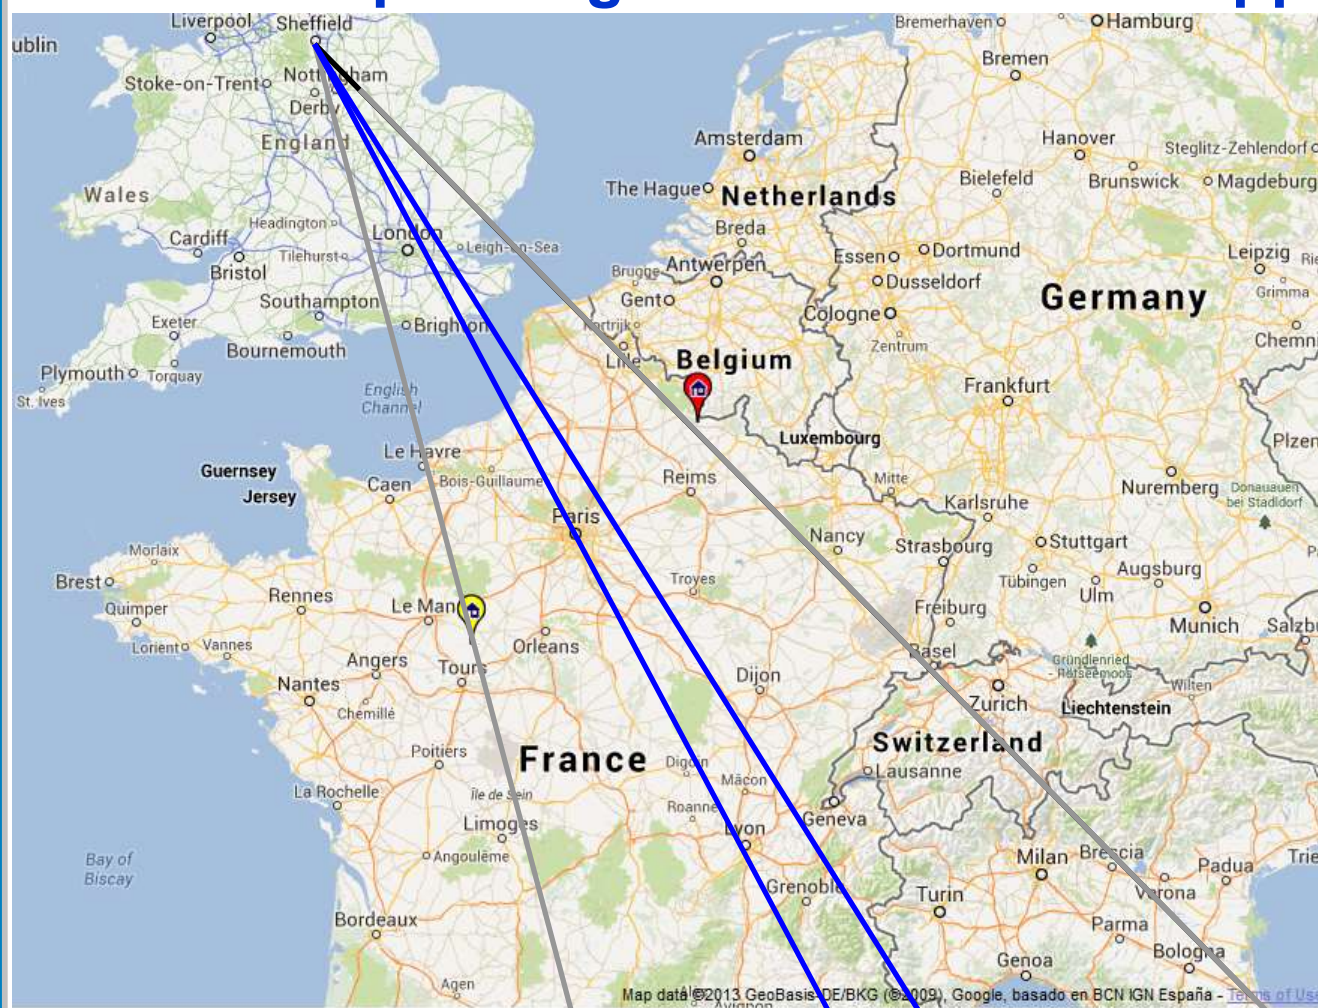 Liverpool
Sheffield
Bremerhaven
Hamburg
ublin
Bremen
Stoke-on-Trent
Nottingham
Derby
England
Amsterdam
Hanover
Steglitz-Zehlendorf
Wales
The Hague
Netherlands
Bielefeld
Brunswick
Magdeburg
Headington
London
Leigh-on-Sea
Breda
Cardiff
Tilehurst
Essen
Dortmund
Leipzig
Bristol
Brugge
Antwerpen
Dusseldorf
Grimma
Southampton
Gent
Germany
Exeter
Brighton
Kortrijk
Cologne
Bournemouth
Zentrum
Chemni
Lille
Belgium
Plymouth
Torquay
St. Ives
English
Channel
Frankfurt
Luxembourg
Plzen
Le Havre
Guernsey
Caen
Bois-Guillaume
Reims
Mitte
Jersey
Nuremberg
Donauauen
bei Stadldorf
Karlsruhe
Paris
Nancy
Strasbourg
Stuttgart
Morlaix
Brest
Troyes
Tübingen
Augsburg
Ulm
Quimper
Rennes
Le Mans
Freiburg
Munich
Salzbu
Lorient
Vannes
Orleans
Basel
Gründlenried
- Rötseemoos
Angers
Tours
Dijon
Nantes
Wilten
Chemillé
Zurich
Liechtenstein
Poitiers
France
Digoin
Switzerland
Lausanne
La Rochelle
Île de Sein
Mâcon
Roanne
Limoges
Lyon
Geneva
Bay of
Biscay
Angoulême
Milan
Brescia
Padua
Trie
Grenoble
Turin
Verona
Bordeaux
Parma
Bologna
Genoa
Agen
Avignon
Map data ©2013 GeoBasis-DE/BKG (©2009), Google, basado en BCN IGN España - Terms of Use